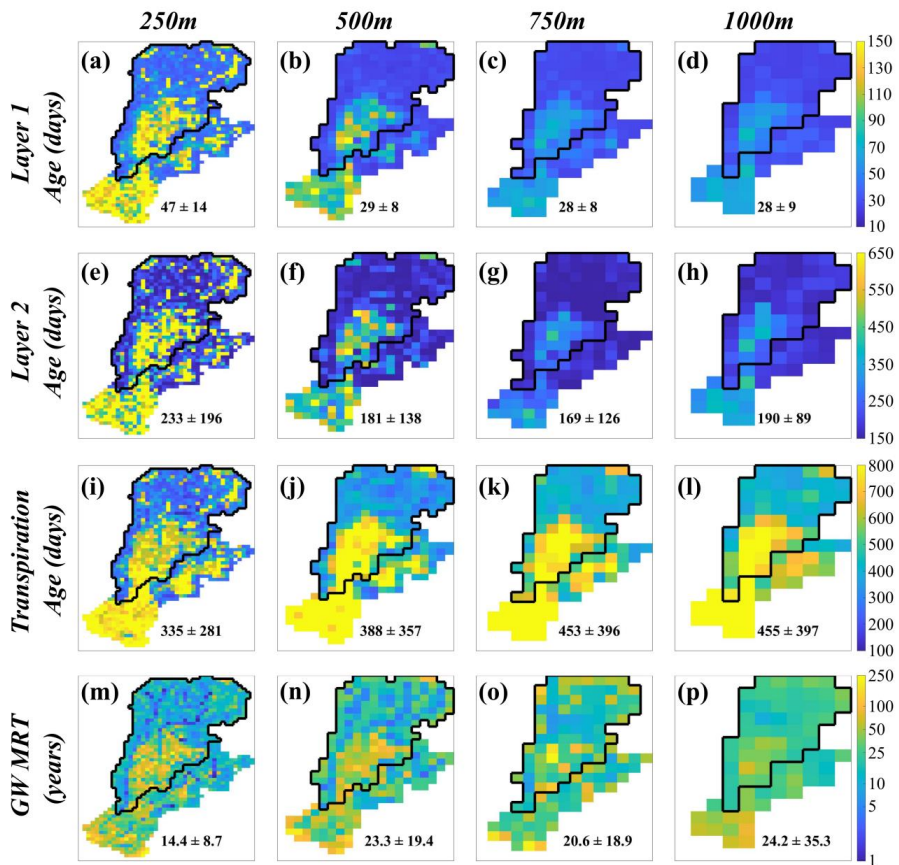 250m 500m 750m 1000m
Layer 1
Age (days)
(a) (b) (c) (d)
47 ± 14 29 ± 8 28 ± 8 28 ± 9
150
130
110
90
70
50
30
10
Layer 2
Age (days)
(e) (f) (g) (h)
233 ± 196 181 ± 138 169 ± 126 190 ± 89
650
550
450
350
250
150
Transpiration
Age (days)
(i) (j) (k) (l)
335 ± 281 388 ± 357 453 ± 396 455 ± 397
800
700
600
500
400
300
200
100
GW MRT
(years)
(m) (n) (o) (p)
14.4 ± 8.7 23.3 ± 19.4 20.6 ± 18.9 24.2 ± 35.3
250
100
50
25
10
5
1